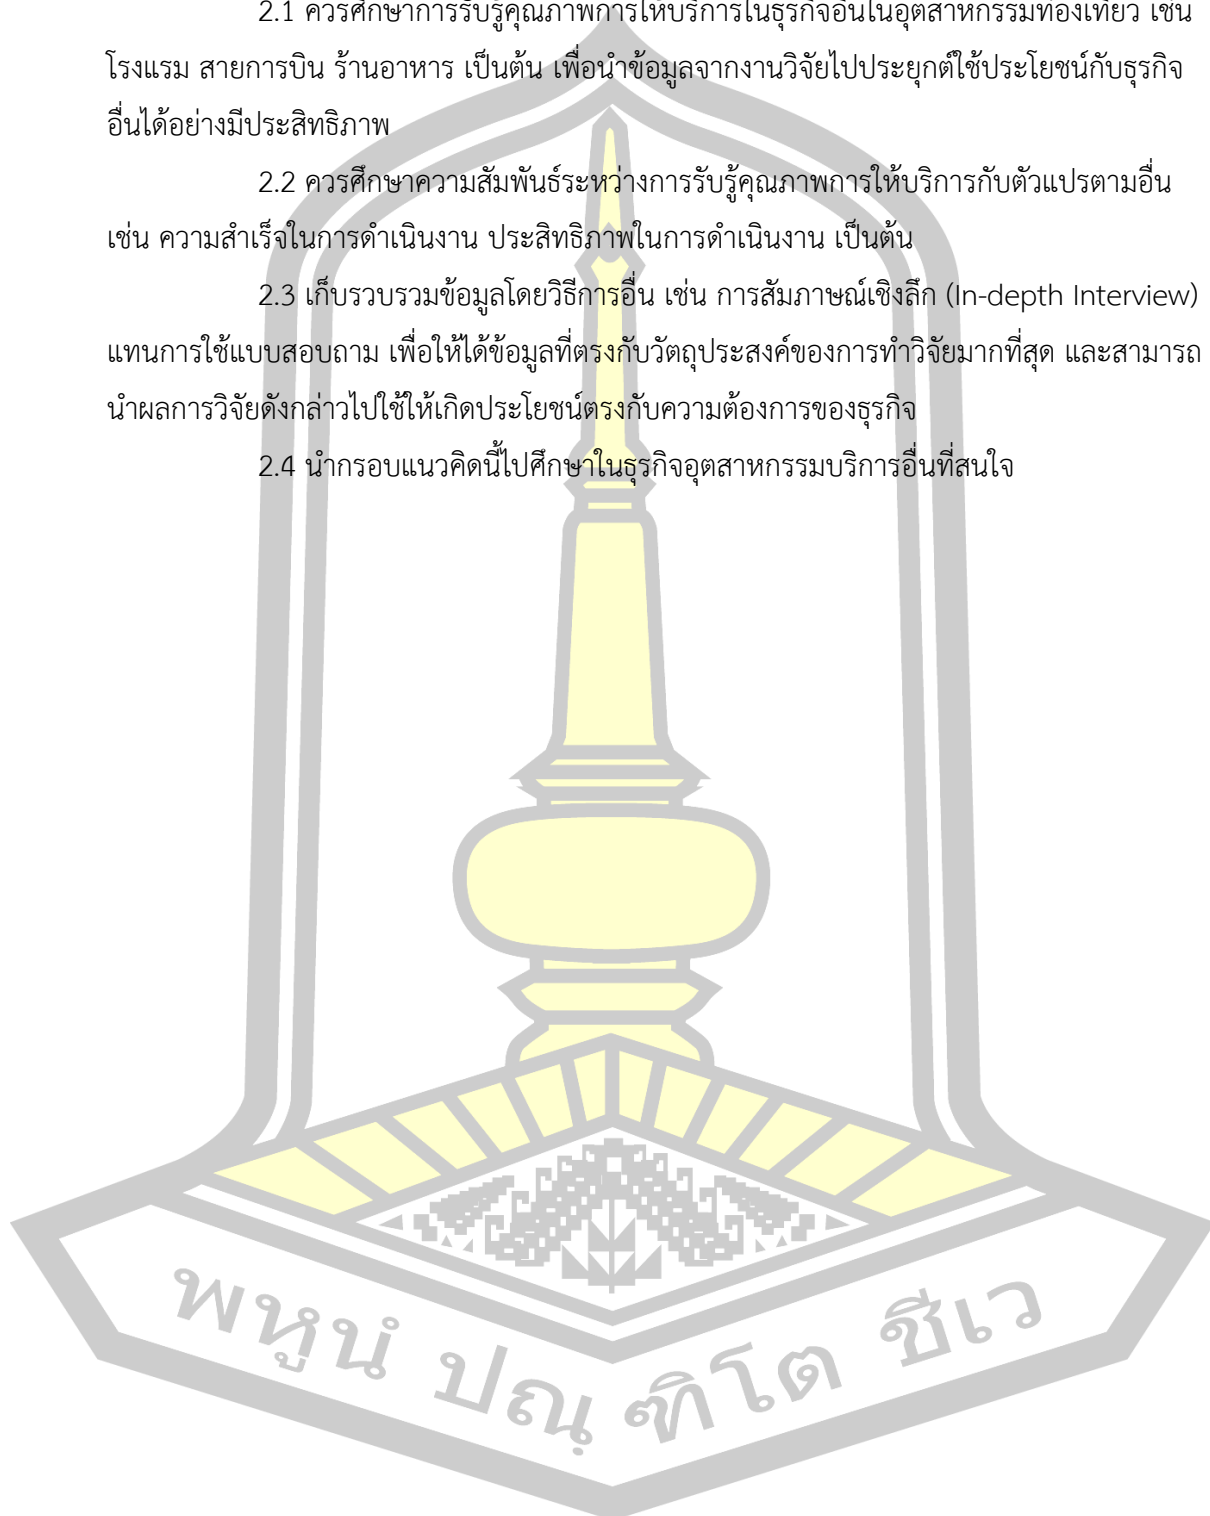 2.1 ควรศึกษาการรับรู้คุณภาพการให้บริการในธุรกิจอื่นในอุตสาหกรรมท่องเที่ยว เช่น
โรงแรม สายการบิน ร้านอาหาร เป็นต้น เพื่อนำข้อมูลจากงานวิจัยไปประยุกต์ใช้ประโยชน์กับธุรกิจ
อื่นได้อย่างมีประสิทธิภาพ
2.2 ควรศึกษาความสัมพันธ์ระหว่างการรับรู้คุณภาพการให้บริการกับตัวแปรตามอื่น
เช่น ความสำเร็จในการดำเนินงาน ประสิทธิภาพในการดำเนินงาน เป็นต้น
2.3 เก็บรวบรวมข้อมูลโดยวิธีการอื่น เช่น การสัมภาษณ์เชิงลึก (In-depth Interview)
แทนการใช้แบบสอบถาม เพื่อให้ได้ข้อมูลที่ตรงกับวัตถุประสงค์ของการทำวิจัยมากที่สุด และสามารถ
นำผลการวิจัยดังกล่าวไปใช้ให้เกิดประโยชน์ตรงกับความต้องการของธุรกิจ
2.4 นำกรอบแนวคิดนี้ไปศึกษาในธุรกิจอุตสาหกรรมบริการอื่นที่สนใจ
พหูนํ ปณฺฑิโต ชีเว